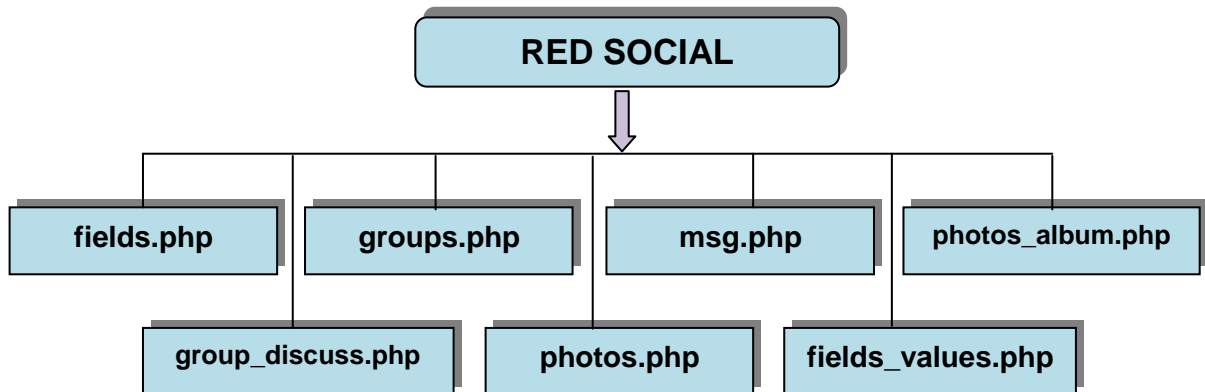 RED SOCIAL
fields.php
groups.php
msg.php
photos_album.php
group_discuss.php
photos.php
fields_values.php